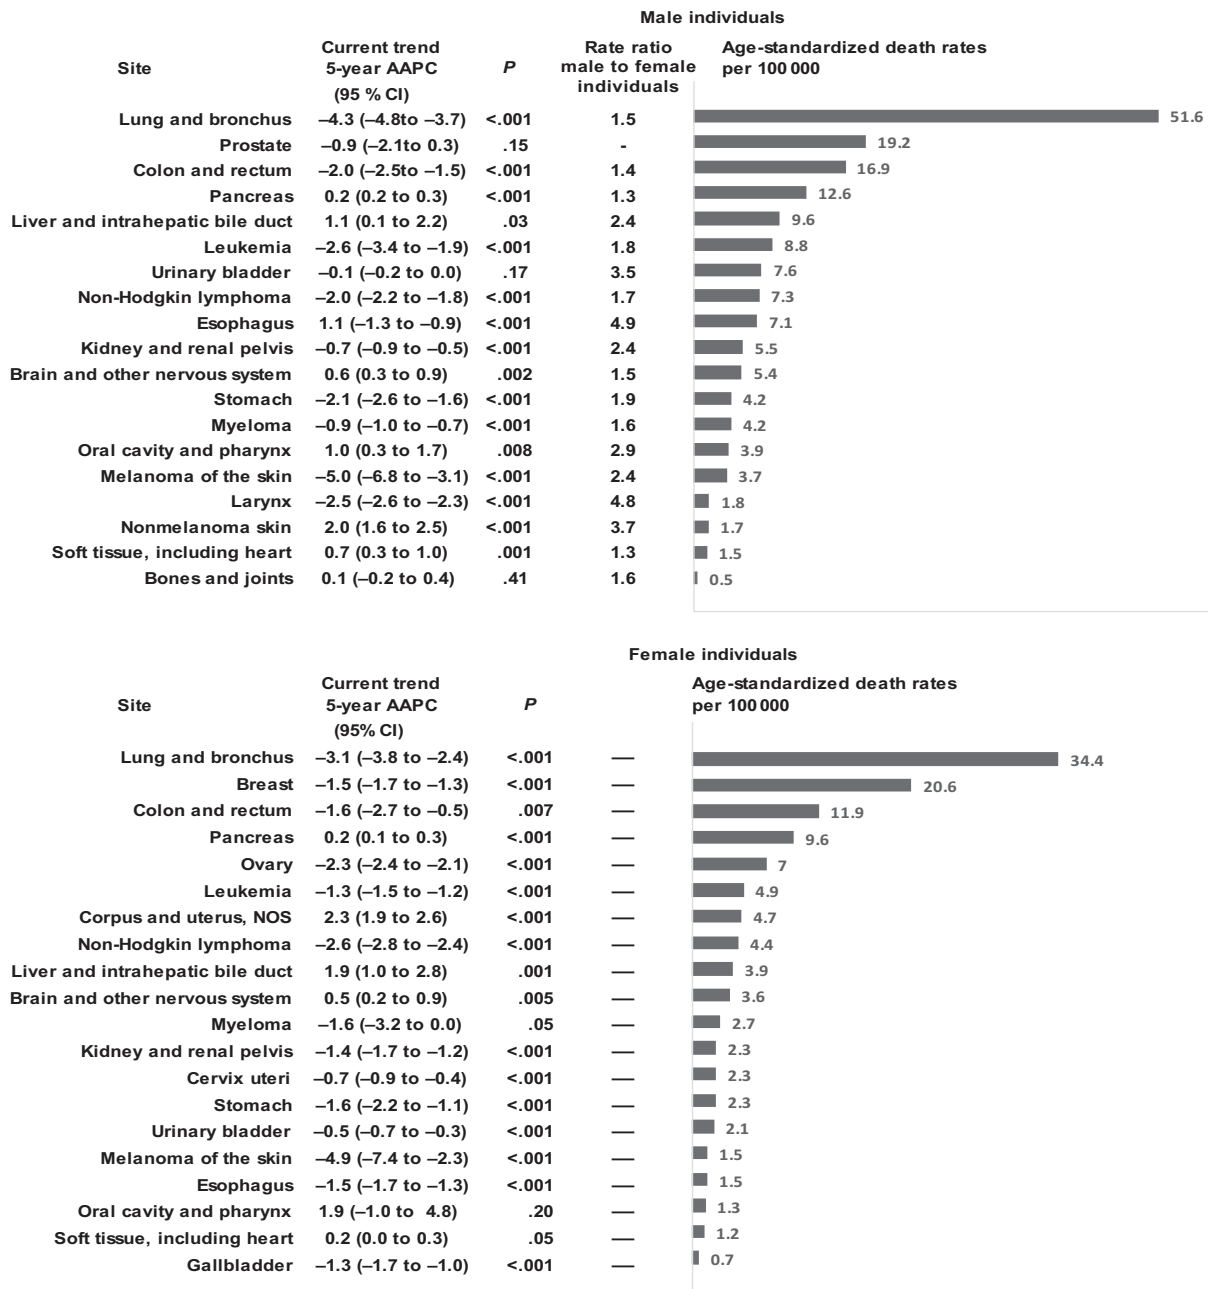 Male individuals
Site Current trend 5-year AAPC (95 % CI) P Rate ratio male to female individuals Age-standardized death rates per 100 000
Lung and bronchus –4.3 (–4.8to –3.7) <.001 1.5 51.6
Prostate –0.9 (–2.1to 0.3) .15 - 19.2
Colon and rectum –2.0 (–2.5to –1.5) <.001 1.4 16.9
Pancreas 0.2 (0.2 to 0.3) <.001 1.3 12.6
Liver and intrahepatic bile duct 1.1 (0.1 to 2.2) .03 2.4 9.6
Leukemia –2.6 (–3.4 to –1.9) <.001 1.8 8.8
Urinary bladder –0.1 (–0.2 to 0.0) .17 3.5 7.6
Non-Hodgkin lymphoma –2.0 (–2.2 to –1.8) <.001 1.7 7.3
Esophagus 1.1 (–1.3 to –0.9) <.001 4.9 7.1
Kidney and renal pelvis –0.7 (–0.9 to –0.5) <.001 2.4 5.5
Brain and other nervous system 0.6 (0.3 to 0.9) .002 1.5 5.4
Stomach –2.1 (–2.6 to –1.6) <.001 1.9 4.2
Myeloma –0.9 (–1.0 to –0.7) <.001 1.6 4.2
Oral cavity and pharynx 1.0 (0.3 to 1.7) .008 2.9 3.9
Melanoma of the skin –5.0 (–6.8 to –3.1) <.001 2.4 3.7
Larynx –2.5 (–2.6 to –2.3) <.001 4.8 1.8
Nonmelanoma skin 2.0 (1.6 to 2.5) <.001 3.7 1.7
Soft tissue, including heart 0.7 (0.3 to 1.0) .001 1.3 1.5
Bones and joints 0.1 (–0.2 to 0.4) .41 1.6 0.5
Female individuals
Site Current trend 5-year AAPC (95% CI) P — Age-standardized death rates per 100 000
Lung and bronchus –3.1 (–3.8 to –2.4) <.001 — 34.4
Breast –1.5 (–1.7 to –1.3) <.001 — 20.6
Colon and rectum –1.6 (–2.7 to –0.5) .007 — 11.9
Pancreas 0.2 (0.1 to 0.3) <.001 — 9.6
Ovary –2.3 (–2.4 to –2.1) <.001 — 7
Leukemia –1.3 (–1.5 to –1.2) <.001 — 4.9
Corpus and uterus, NOS 2.3 (1.9 to 2.6) <.001 — 4.7
Non-Hodgkin lymphoma –2.6 (–2.8 to –2.4) <.001 — 4.4
Liver and intrahepatic bile duct 1.9 (1.0 to 2.8) .001 — 3.9
Brain and other nervous system 0.5 (0.2 to 0.9) .005 — 3.6
Myeloma –1.6 (–3.2 to 0.0) .05 — 2.7
Kidney and renal pelvis –1.4 (–1.7 to –1.2) <.001 — 2.3
Cervix uteri –0.7 (–0.9 to –0.4) <.001 — 2.3
Stomach –1.6 (–2.2 to –1.1) <.001 — 2.3
Urinary bladder –0.5 (–0.7 to –0.3) <.001 — 2.1
Melanoma of the skin –4.9 (–7.4 to –2.3) <.001 — 1.5
Esophagus –1.5 (–1.7 to –1.3) <.001 — 1.5
Oral cavity and pharynx 1.9 (–1.0 to 4.8) .20 — 1.3
Soft tissue, including heart 0.2 (0.0 to 0.3) .05 — 1.2
Gallbladder –1.3 (–1.7 to –1.0) <.001 — 0.7